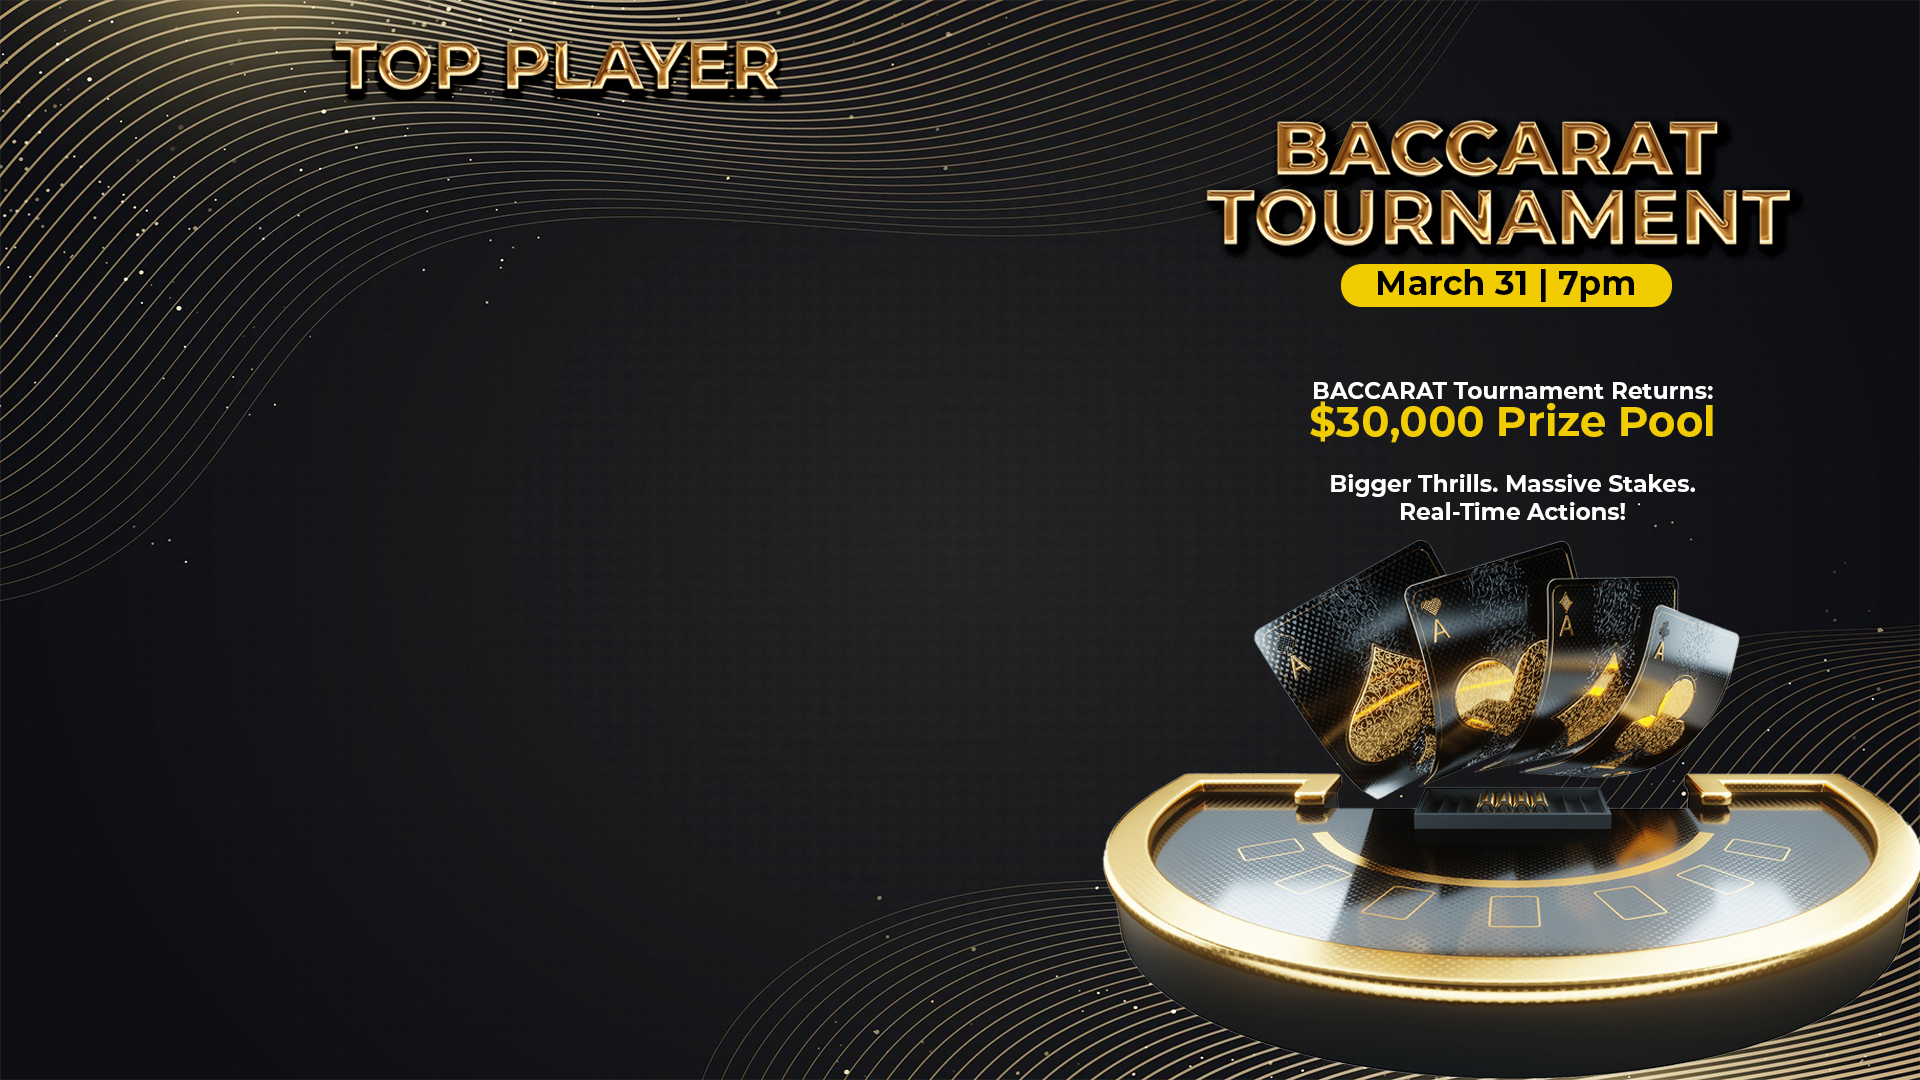 TOP PLAYER
BACCARAT
TOURNAMENT
March 31 | 7pm
BACCARAT Tournament Returns:
$30,000 Prize Pool
Bigger Thrills. Massive Stakes.
Real-Time Actions!
A
A
A
A